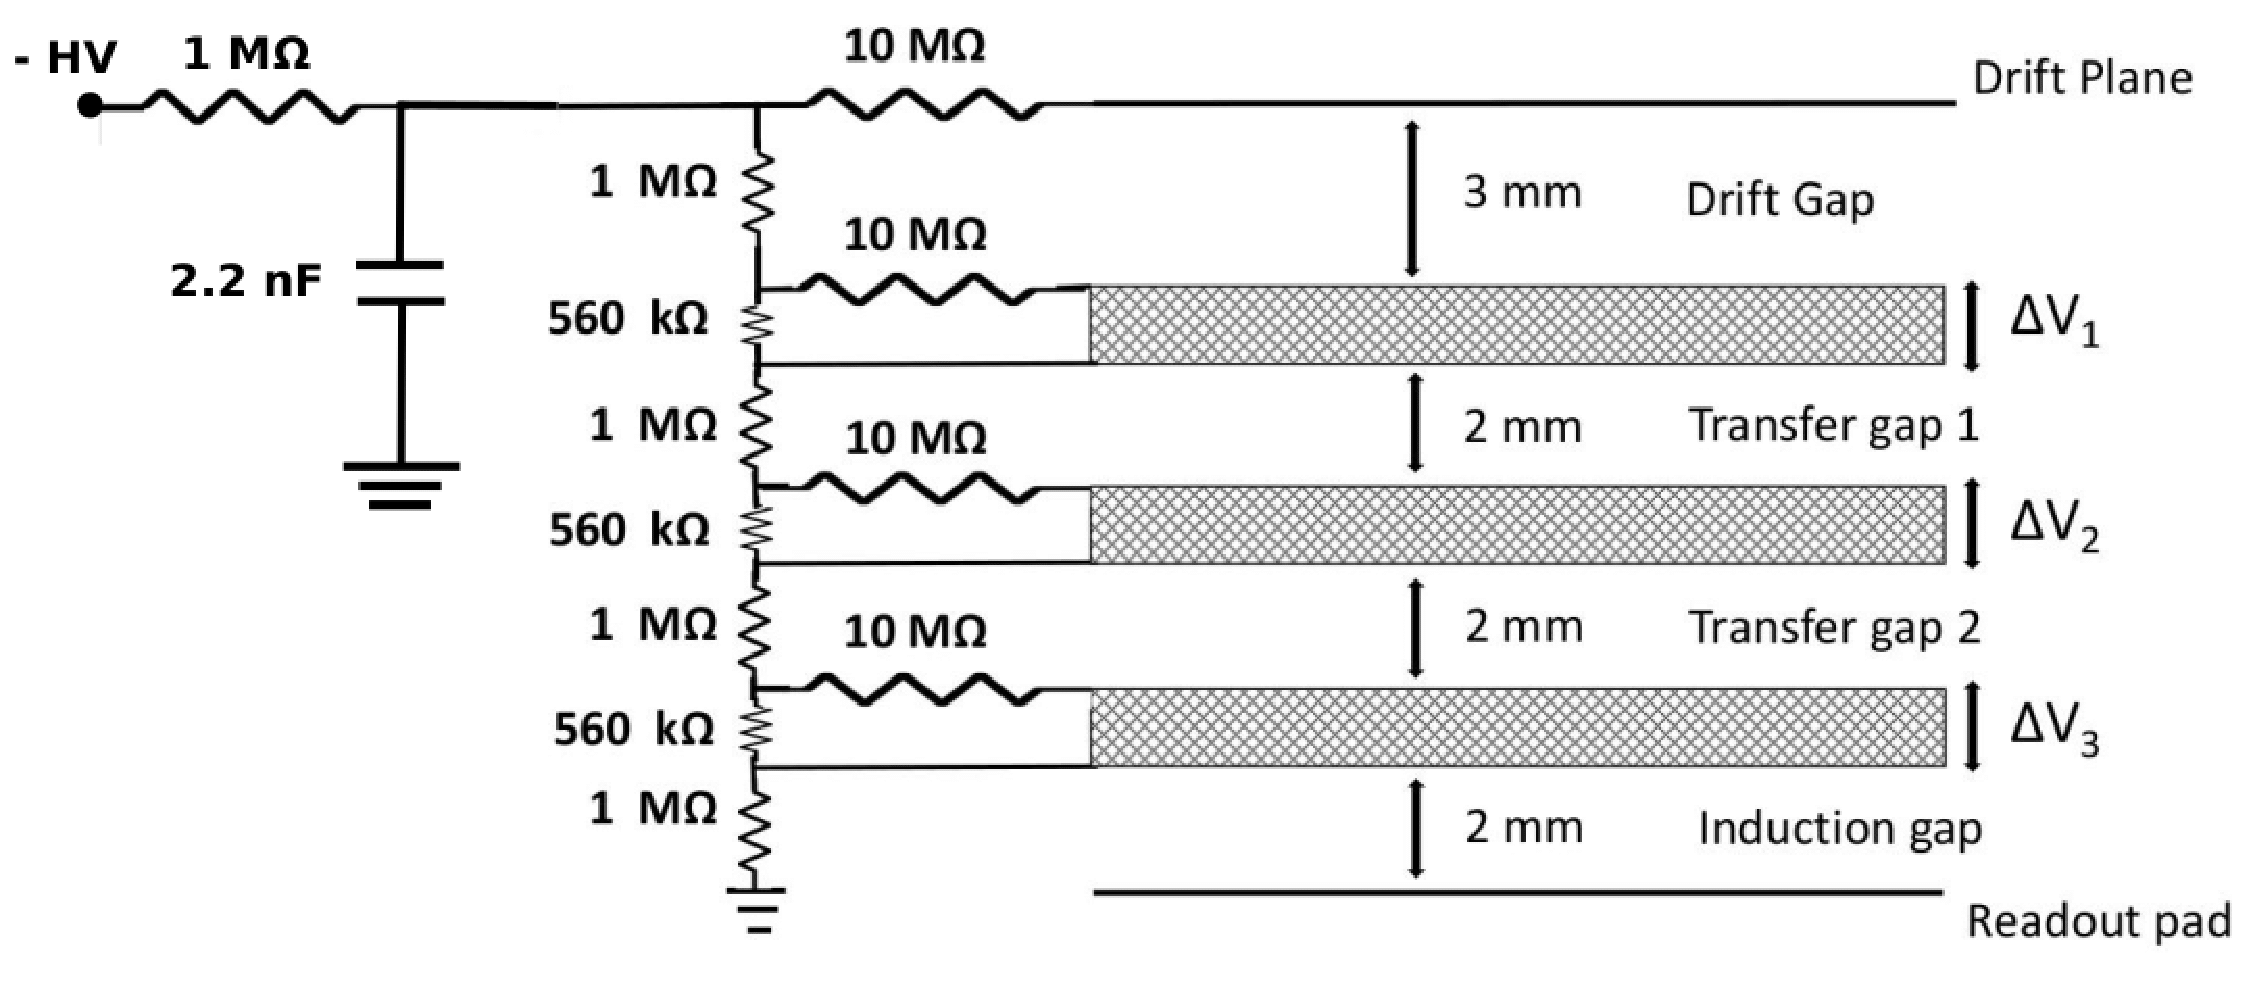 - HV
1 MΩ
10 MΩ
Drift Plane
1 MΩ
3 mm
Drift Gap
10 MΩ
2.2 nF
560 kΩ
ΔV1
1 MΩ
10 MΩ
2 mm
Transfer gap 1
560 kΩ
ΔV2
1 MΩ
10 MΩ
2 mm
Transfer gap 2
560 kΩ
ΔV3
1 MΩ
2 mm
Induction gap
Readout pad